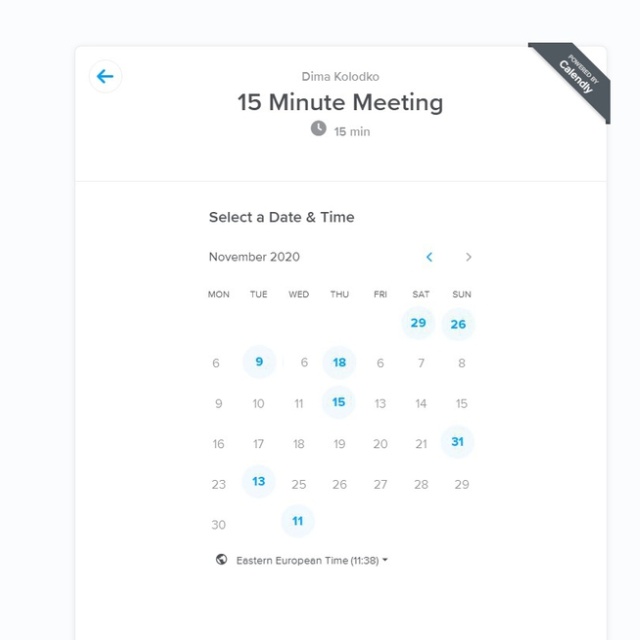 POWERED BY
Calendly
Dima Kolodko
15 Minute Meeting
15 min
Select a Date & Time
November 2020
MON TUE WED THU FRI SAT SUN
29 26
6 9 6 18 6 7 8
9 10 11 15 13 14 15
16 17 18 19 20 21 31
23 13 25 26 27 28 29
30 11
Eastern European Time (11:38)